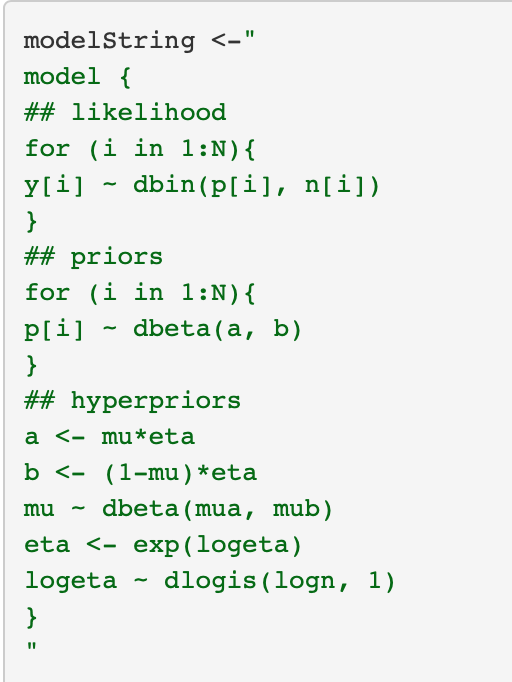 modelString <-"
model {
## likelihood
for (i in 1:N){
y[i] ~ dbin(p[i], n[i])
}
## priors
for (i in 1:N){
p[i] ~ dbeta(a, b)
}
## hyperpriors
a <- mu*eta
b <- (1-mu)*eta
mu ~ dbeta(mua, mub)
eta <- exp(logeta)
logeta ~ dlogis(logn, 1)
}
"